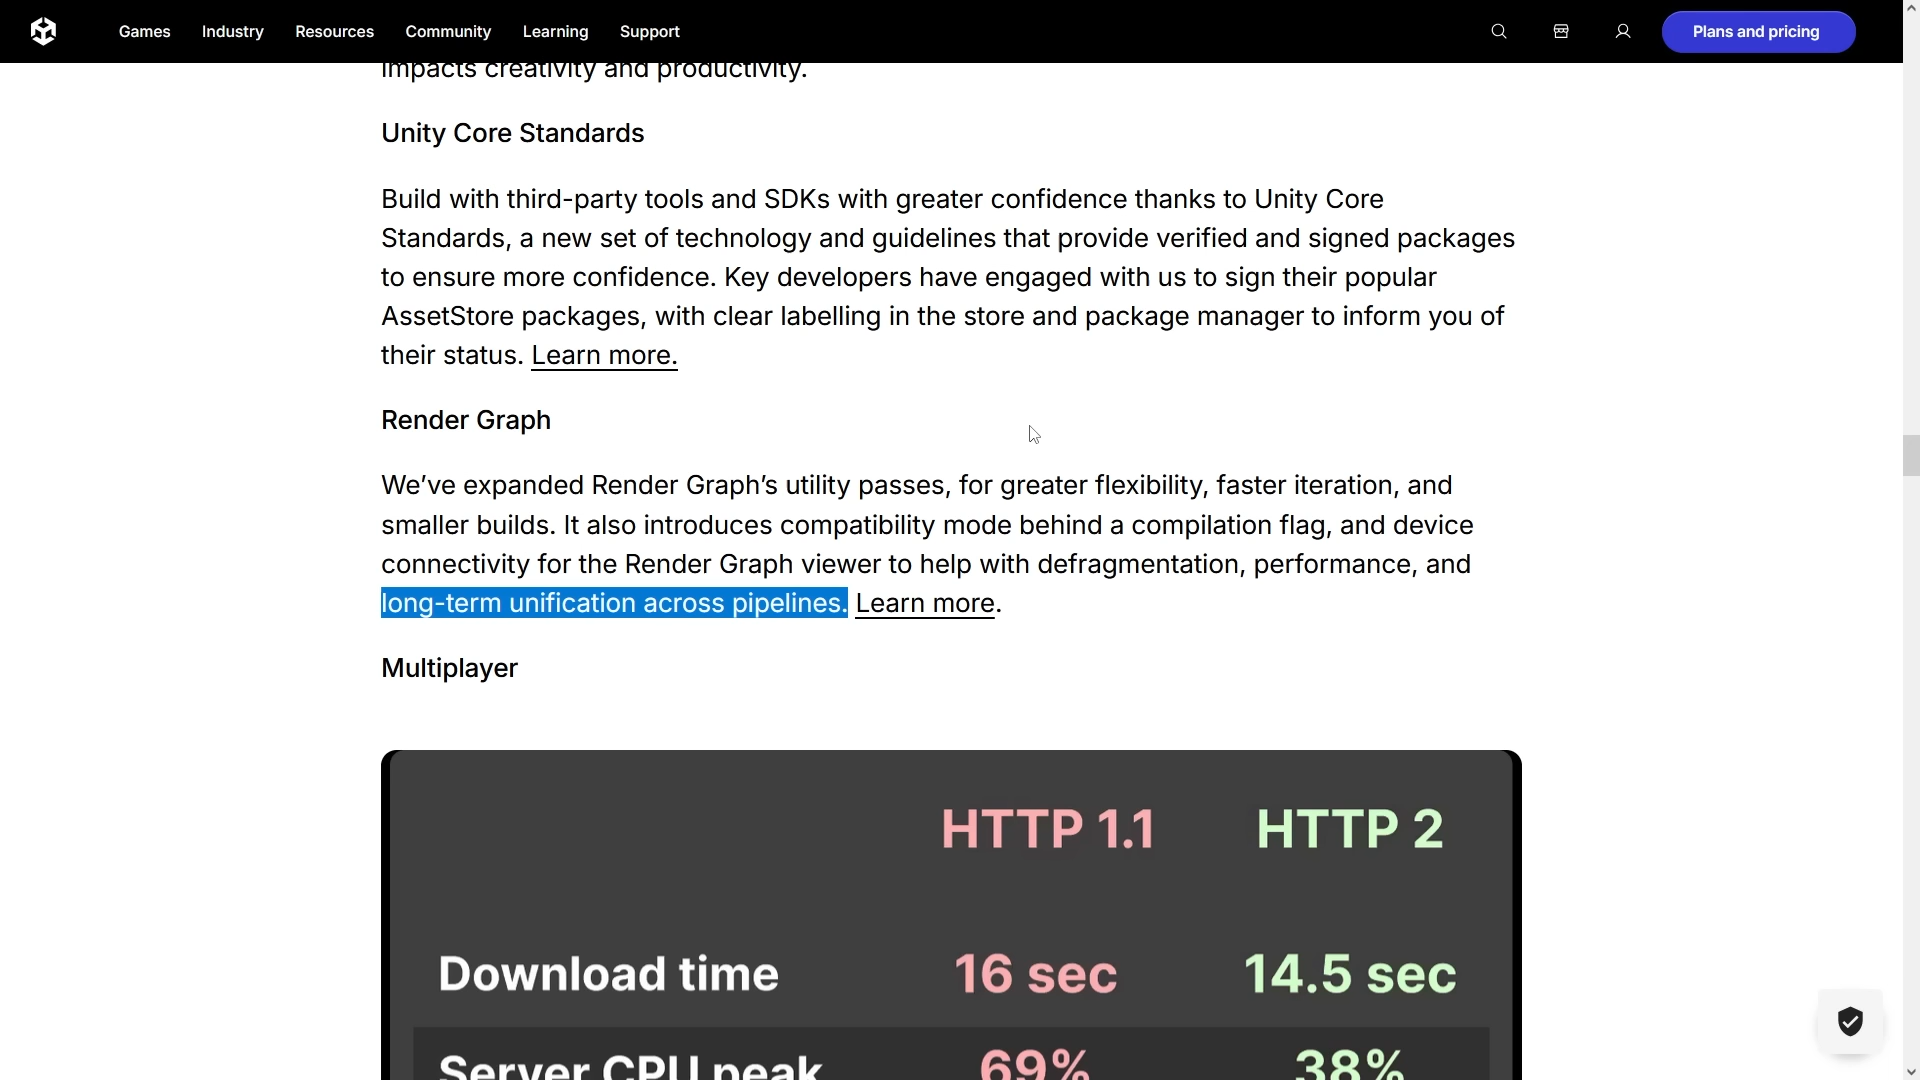 Games Industry Resources Community Learning Support Plans and pricing
impacts creativity and productivity.
Unity Core Standards
Build with third-party tools and SDKs with greater confidence thanks to Unity Core
Standards, a new set of technology and guidelines that provide verified and signed packages
to ensure more confidence. Key developers have engaged with us to sign their popular
AssetStore packages, with clear labelling in the store and package manager to inform you of
their status. Learn more.
Render Graph
We’ve expanded Render Graph’s utility passes, for greater flexibility, faster iteration, and
smaller builds. It also introduces compatibility mode behind a compilation flag, and device
connectivity for the Render Graph viewer to help with defragmentation, performance, and
long-term unification across pipelines. Learn more.
Multiplayer
HTTP 1.1 HTTP 2
Download time 16 sec 14.5 sec
Server CPU peak 69% 38%